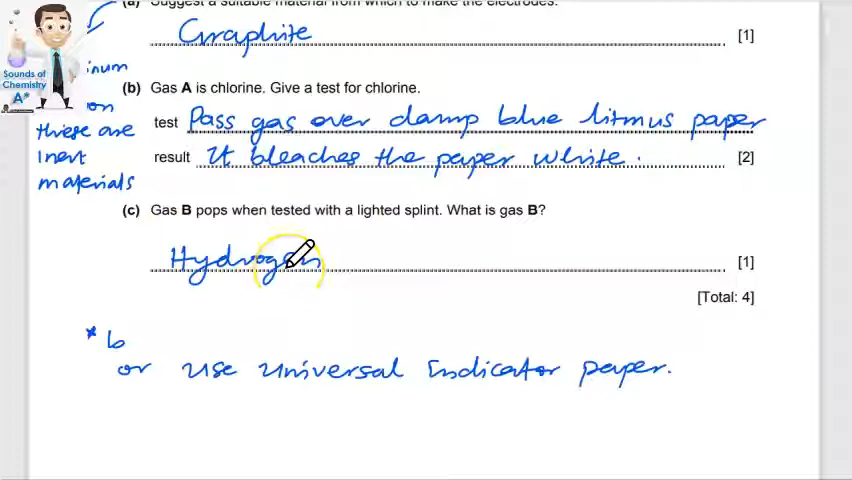 (a) Suggest a suitable material from which to make the electrodes.
Graphite [1]
inum
(b) Gas A is chlorine. Give a test for chlorine.
on
test Pass gas over damp blue litmus paper
these are
inert
materials
result It bleaches the paper white. [2]
(c) Gas B pops when tested with a lighted splint. What is gas B?
Hydrogen [1]
[Total: 4]
* b
or use universal Indicator paper.
Sounds of
Chemistry
A*